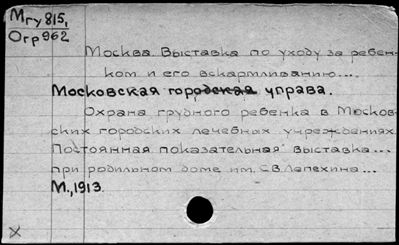 Мгу 815,
Огр 962
Москва. Выставка по уходу за ребен-
ком и его вскармливанию...
Московская городская управа.
Охрана грудного ребенка в Москов-
ских городских лечебных учреждениях.
Постоянная показательная выставка...
при родильном доме им. С.В. Лепехина...
М., 1913.